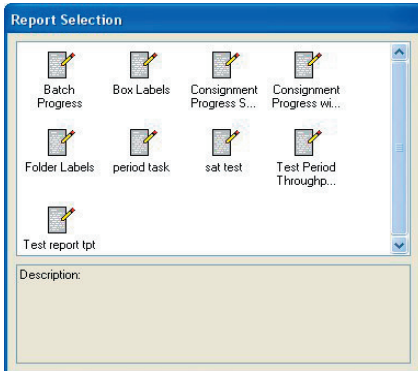 Report Selection
Batch Progress
Box Labels
Consignment Progress S...
Consignment Progress wi...
Folder Labels
period task
sat test
Test Period Throughp...
Test report tpt
Description: